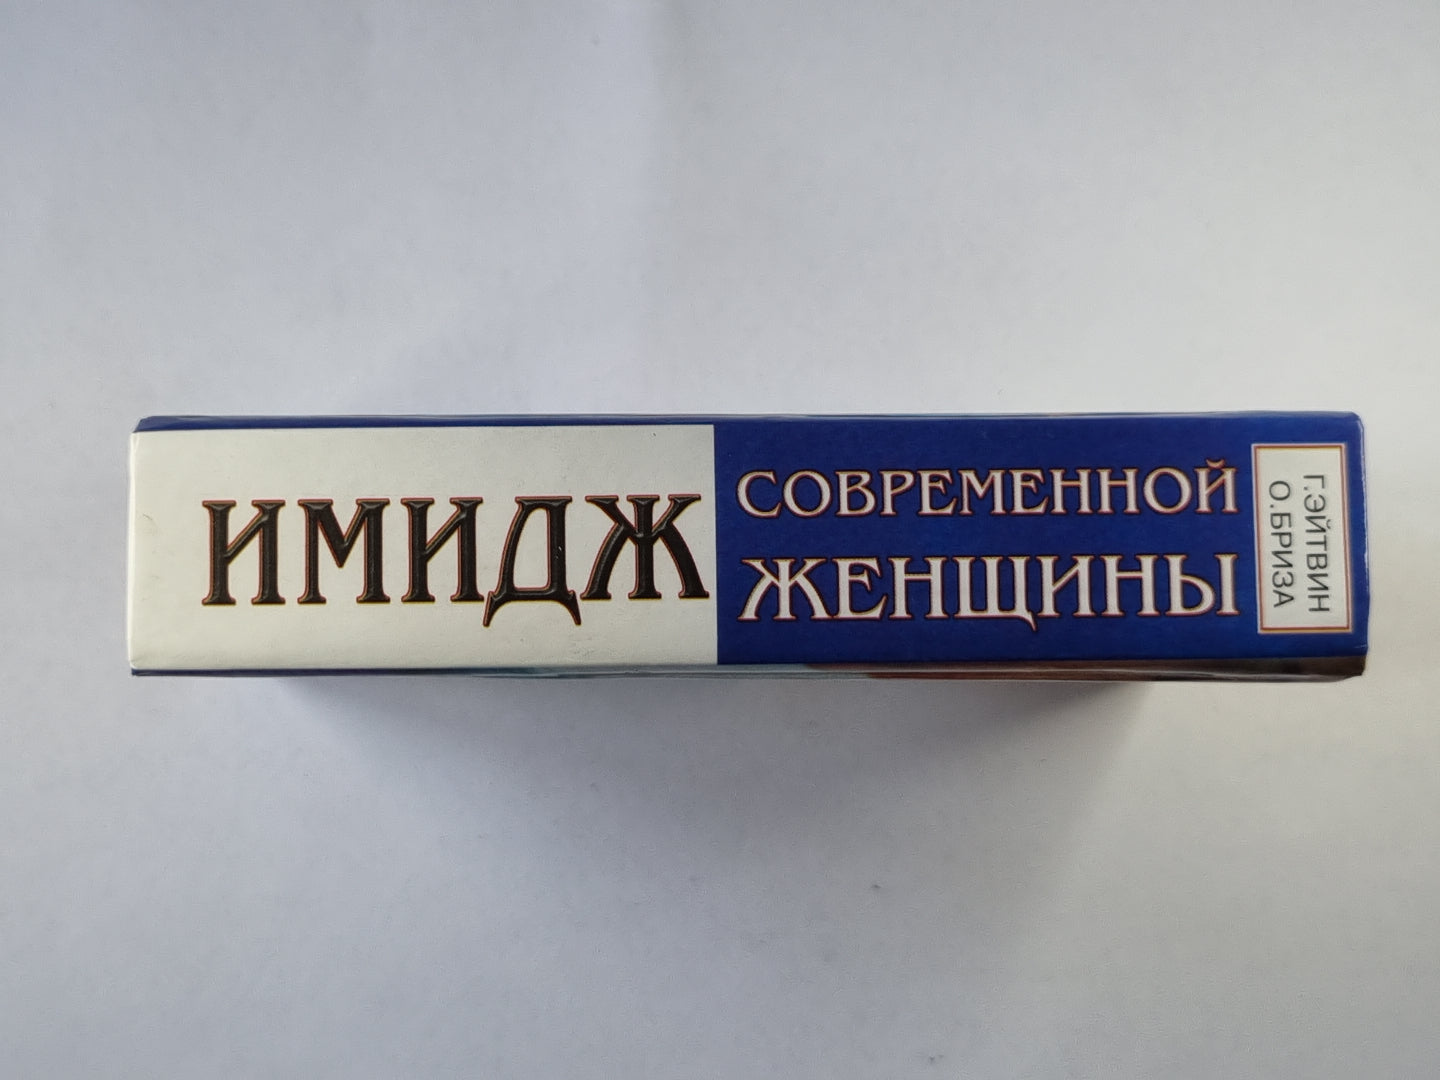 ИМИДЖ
СОВРЕМЕННОЙ
ЖЕНЩИНЫ
Г.ЭЙТВИН
О.БРИЗА